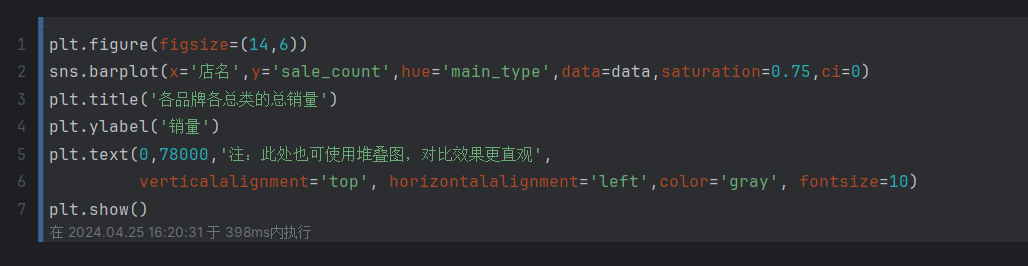 1 plt.figure(figsize=(14,6))
2 sns.barplot(x='店名',y='sale_count',hue='main_type',data=data,saturation=0.75,ci=0)
3 plt.title('各品牌各总类的总销量')
4 plt.ylabel('销量')
5 plt.text(0,78000,'注：此处也可使用堆叠图，对比效果更直观',
6 verticalalignment='top', horizontalalignment='left',color='gray', fontsize=10)
7 plt.show()
在 2024.04.25 16:20:31 于 398ms内执行